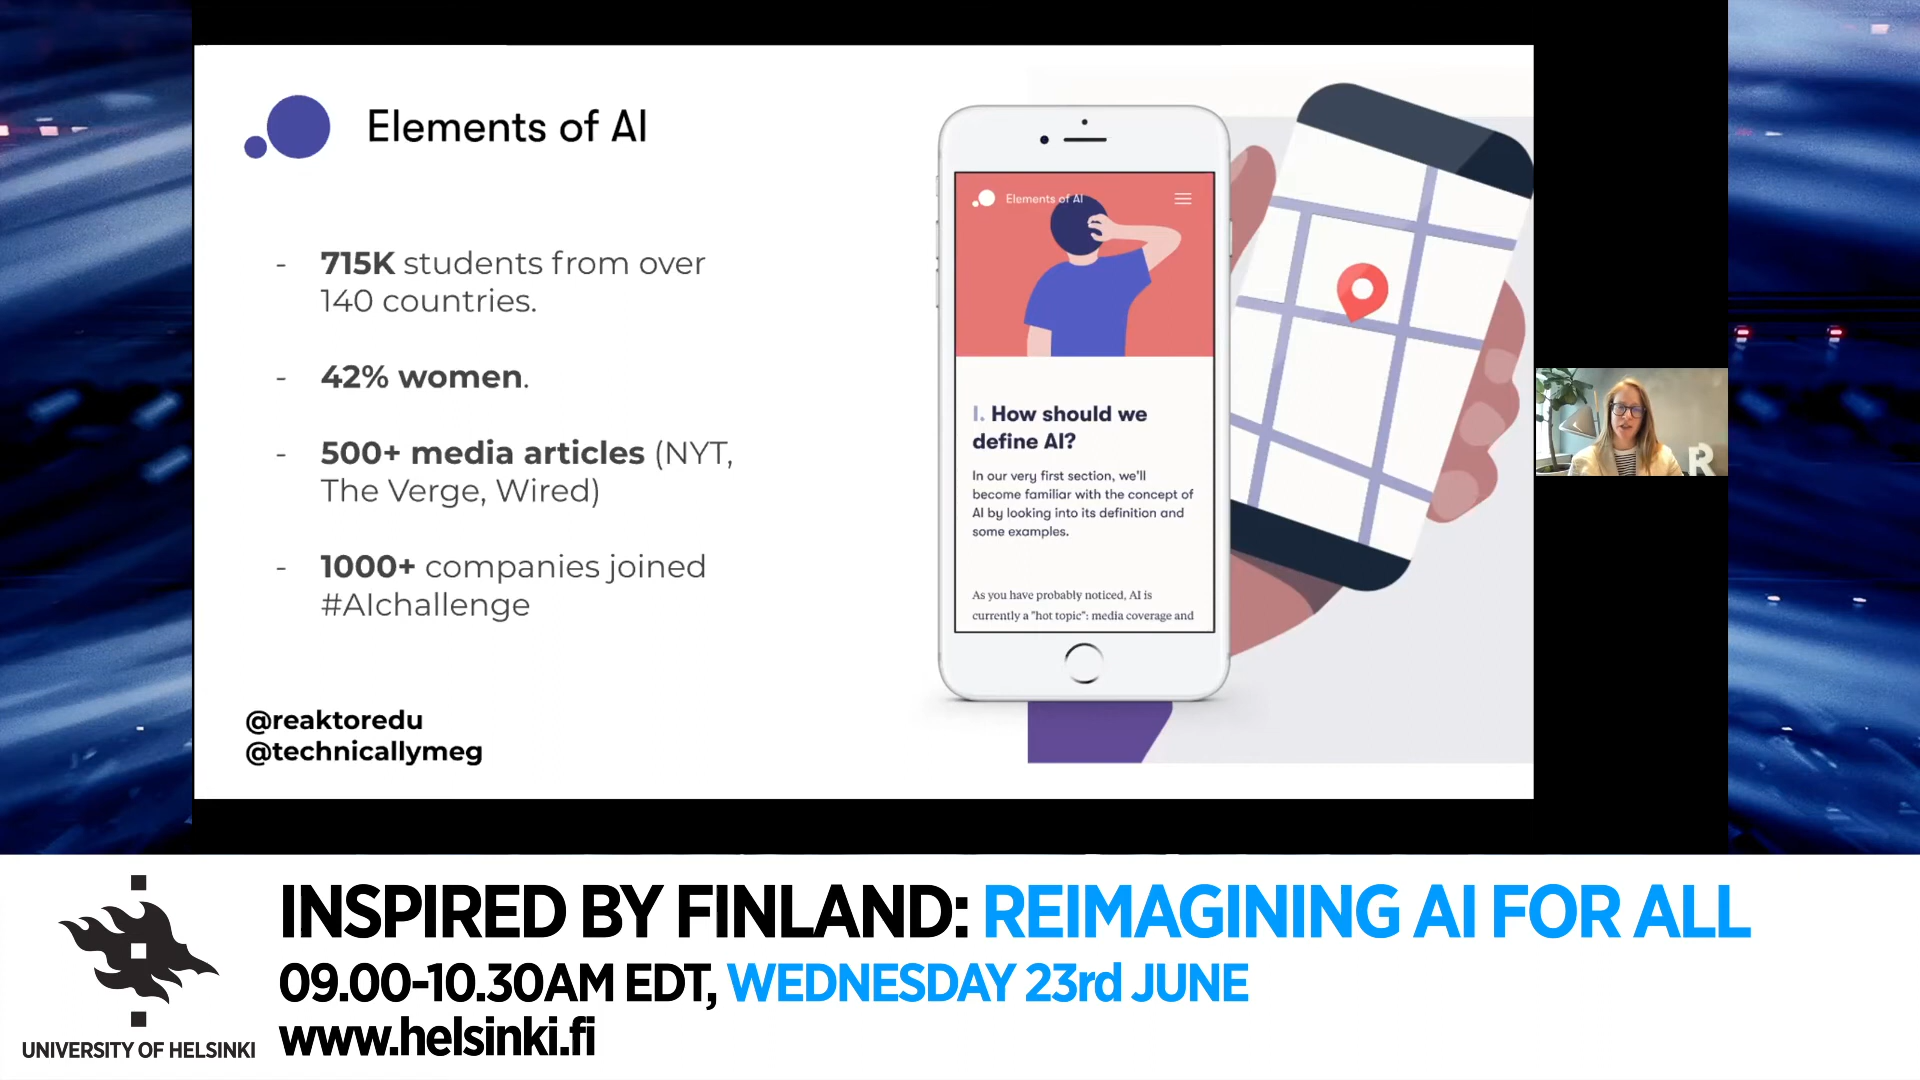 Elements of AI
- 715K students from over
140 countries.
- 42% women.
- 500+ media articles (NYT,
The Verge, Wired)
- 1000+ companies joined
#AIchallenge
@reaktoredu
@technicallymeg
Elements of AI
I. How should we
define AI?
In our very first section, we'll
become familiar with the concept of
AI by looking into its definition and
some examples.
As you have probably noticed, AI is
currently a "hot topic": media coverage and
R
INSPIRED BY FINLAND: REIMAGINING AI FOR ALL
09.00-10.30AM EDT, WEDNESDAY 23rd JUNE
www.helsinki.fi
UNIVERSITY OF HELSINKI